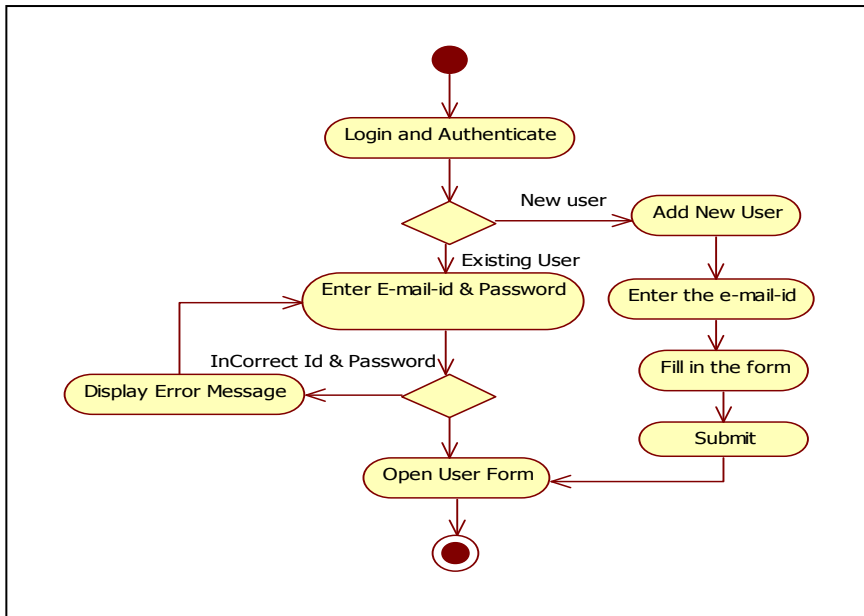 Login and Authenticate
New user
Add New User
Existing User
Enter E-mail-id & Password
Enter the e-mail-id
InCorrect Id & Password
Fill in the form
Display Error Message
Submit
Open User Form